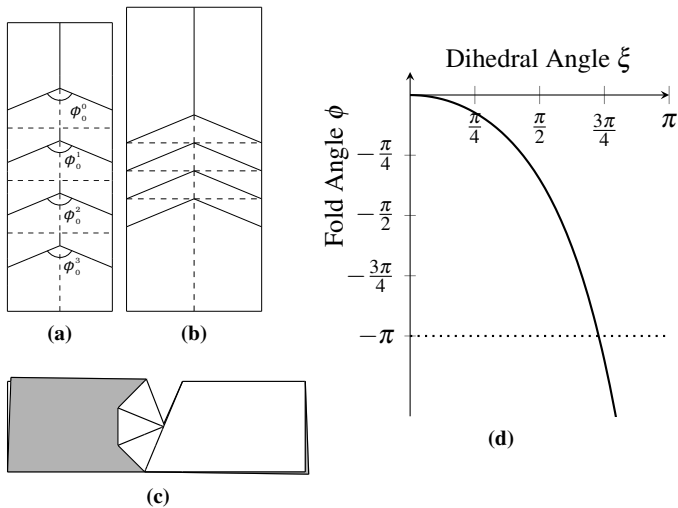 ϕ₀⁰
ϕ₀¹
ϕ₀²
ϕ₀³
(a)
(b)
(c)
Dihedral Angle ξ
π/4
π/2
3π/4
π
Fold Angle ϕ
−π/4
−π/2
−3π/4
−π
(d)